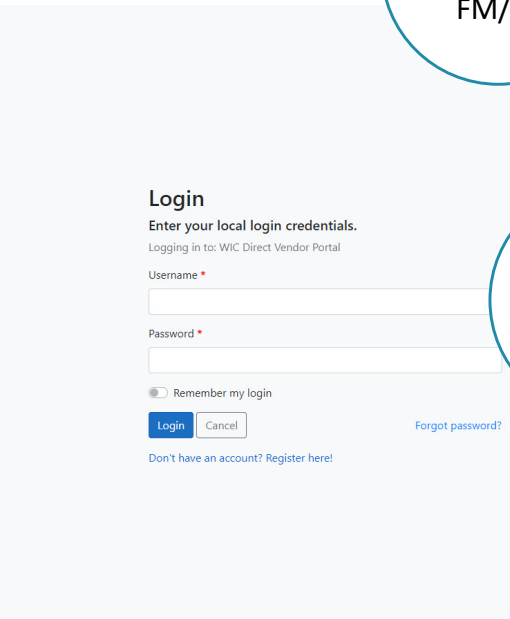 FM/
Login
Enter your local login credentials.
Logging in to: WIC Direct Vendor Portal
Username *
Password *
Remember my login
Login
Cancel
Forgot password?
Don't have an account? Register here!